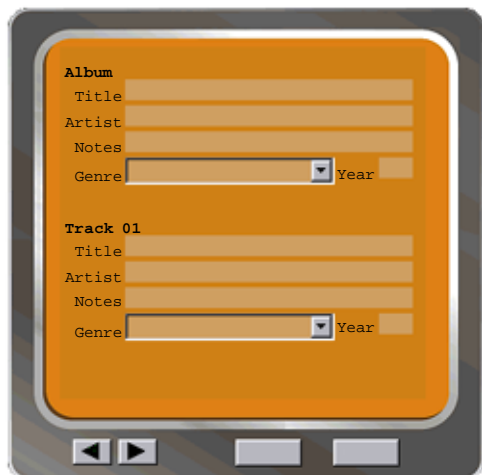 Album
Title
Artist
Notes
Genre Year
Track 01
Title
Artist
Notes
Genre Year